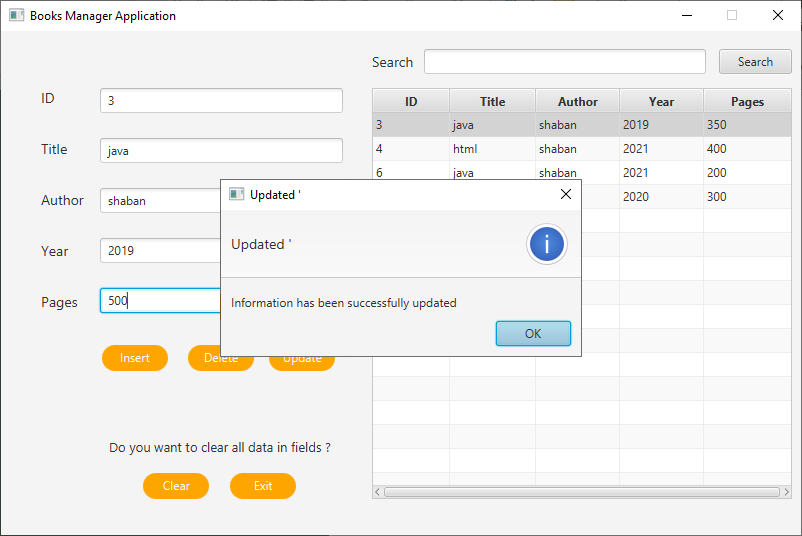 Books Manager Application
Search
Search
ID
3
Title
java
Author
shaban
Year
2019
Pages
500
Insert
Delete
Update
Do you want to clear all data in fields ?
Clear
Exit
ID Title Author Year Pages
3 java shaban 2019 350
4 html shaban 2021 400
6 java shaban 2021 200
2020 300
Updated '
Updated '
i
Information has been successfully updated
OK